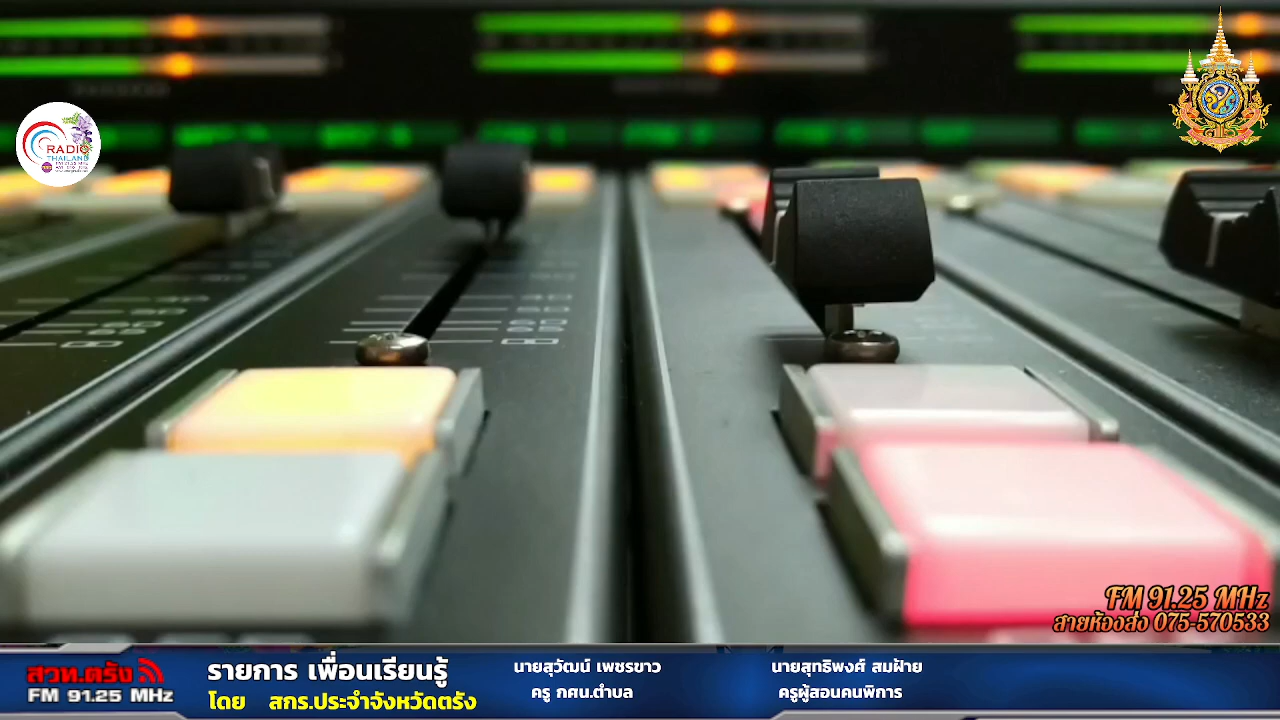 RADIO
THAILAND
FM 91.25 MHz
สายห้องส่ง 075-570533
สวท.ตรัง
FM 91.25 MHz
รายการ เพื่อนเรียนรู้
โดย สกร.ประจำจังหวัดตรัง
นายสุวัฒน์ เพชรขาว
ครู กศน.ตำบล
นายสุทธิพงศ์ สมฝ้าย
ครูผู้สอนคนพิการ